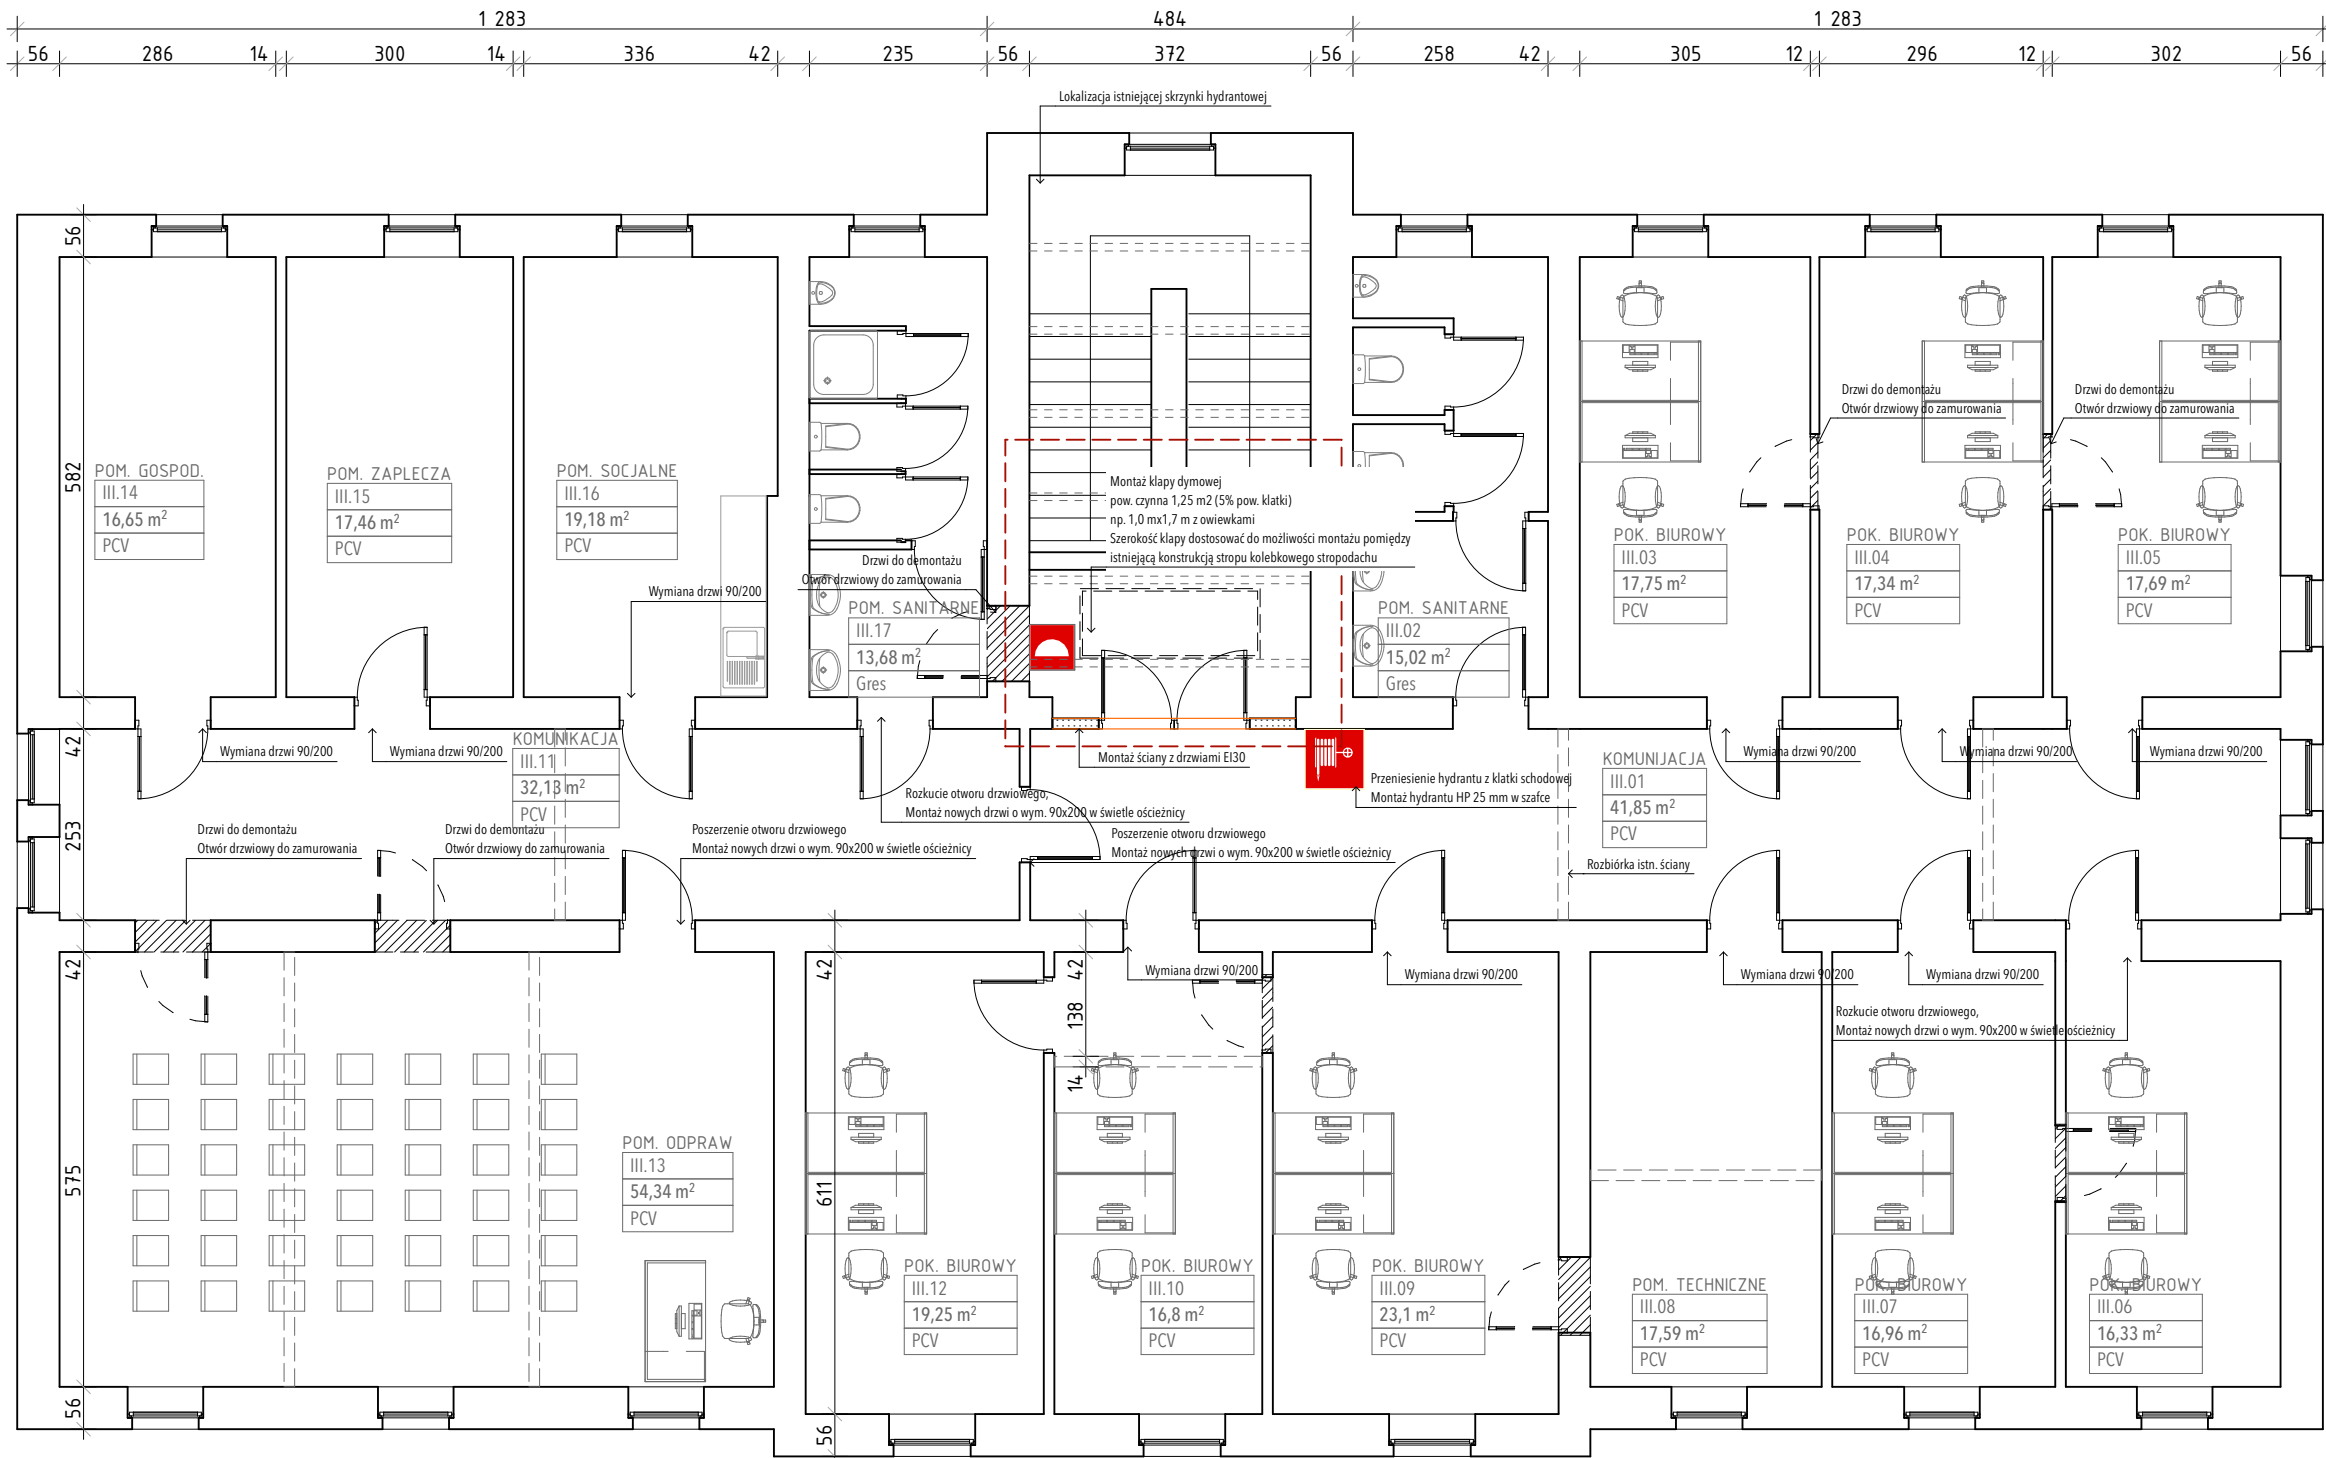 1 283 484 1 283
56 286 14 300 14 336 42 235 56 372 56 258 42 305 12 296 12 302 56
Lokalizacja istniejącej skrzynki hydrantowej
56
582
42
253
42
575
56
POM. GOSPOD.
III.14
16,65 m²
PCV
POM. ZAPLECZA
III.15
17,46 m²
PCV
POM. SOCJALNE
III.16
19,18 m²
PCV
Wymiana drzwi 90/200
Drzwi do demontażu
Otwór drzwiowy do zamurowania
POM. SANITARNE
III.17
13,68 m²
Gres
Montaż klapy dymowej
pow. czynna 1,25 m2 (5% pow. klatki)
np. 1,0 mx1,7 m z owiewkami
Szerokość klapy dostosować do możliwości montażu pomiędzy
istniejącą konstrukcją stropu kolebkowego stropodachu
POM. SANITARNE
III.02
15,02 m²
Gres
Drzwi do demontażu
Otwór drzwiowy do zamurowania
Drzwi do demontażu
Otwór drzwiowy do zamurowania
POK. BIUROWY
III.03
17,75 m²
PCV
POK. BIUROWY
III.04
17,34 m²
PCV
POK. BIUROWY
III.05
17,69 m²
PCV
Wymiana drzwi 90/200
Wymiana drzwi 90/200
KOMUNIKACJA
III.11
32,13 m²
PCV
Montaż ściany z drzwiami EI30
Rozkucie otworu drzwiowego,
Montaż nowych drzwi o wym. 90x200 w świetle ościeżnicy
Przeniesienie hydrantu z klatki schodowej
Montaż hydrantu HP 25 mm w szafce
KOMUNIJACJA
III.01
41,85 m²
PCV
Wymiana drzwi 90/200
Wymiana drzwi 90/200
Wymiana drzwi 90/200
Drzwi do demontażu
Otwór drzwiowy do zamurowania
Drzwi do demontażu
Otwór drzwiowy do zamurowania
Poszerzenie otworu drzwiowego
Montaż nowych drzwi o wym. 90x200 w świetle ościeżnicy
Poszerzenie otworu drzwiowego
Montaż nowych drzwi o wym. 90x200 w świetle ościeżnicy
Rozbiórka istn. ściany
42
611
56
42
138
14
Wymiana drzwi 90/200
Wymiana drzwi 90/200
Wymiana drzwi 90/200
Wymiana drzwi 90/200
Rozkucie otworu drzwiowego,
Montaż nowych drzwi o wym. 90x200 w świetle ościeżnicy
POM. ODPRAW
III.13
54,34 m²
PCV
POK. BIUROWY
III.12
19,25 m²
PCV
POK. BIUROWY
III.10
16,8 m²
PCV
POK. BIUROWY
III.09
23,1 m²
PCV
POM. TECHNICZNE
III.08
17,59 m²
PCV
POK. BIUROWY
III.07
16,96 m²
PCV
POK. BIUROWY
III.06
16,33 m²
PCV